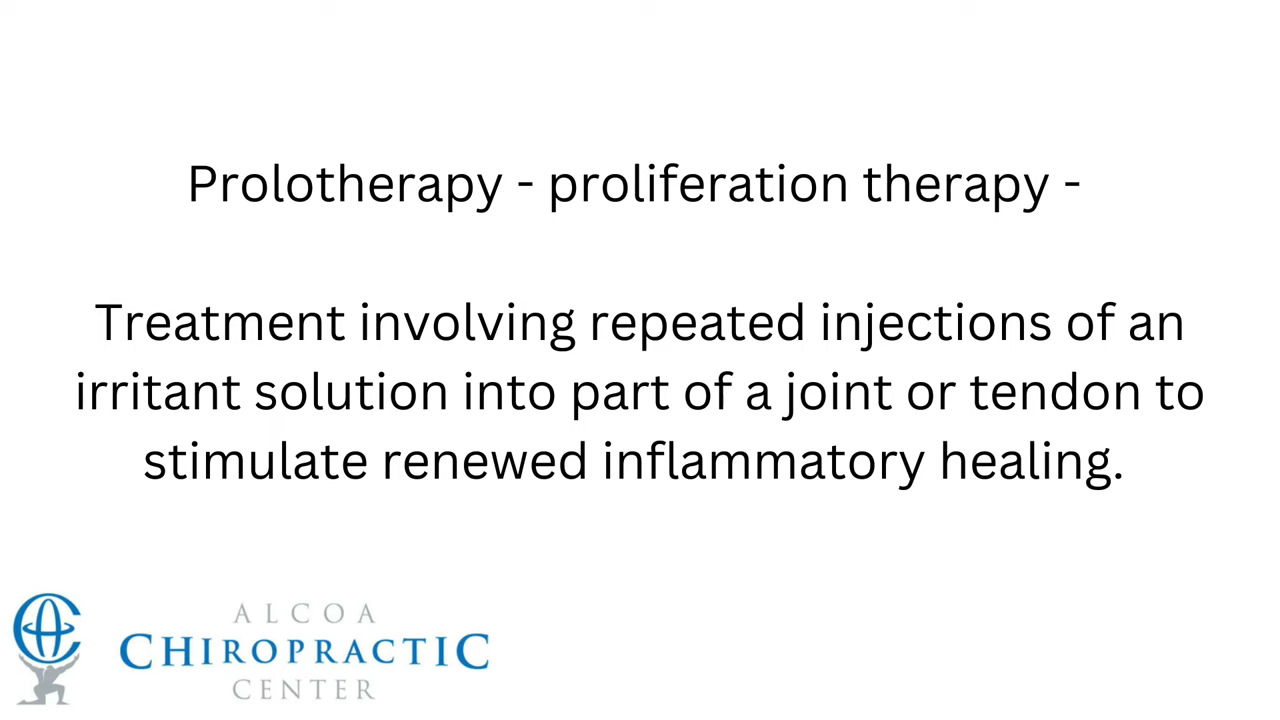 Prolotherapy - proliferation therapy -
Treatment involving repeated injections of an
irritant solution into part of a joint or tendon to
stimulate renewed inflammatory healing.
ALCOA
CHIROPRACTIC
CENTER